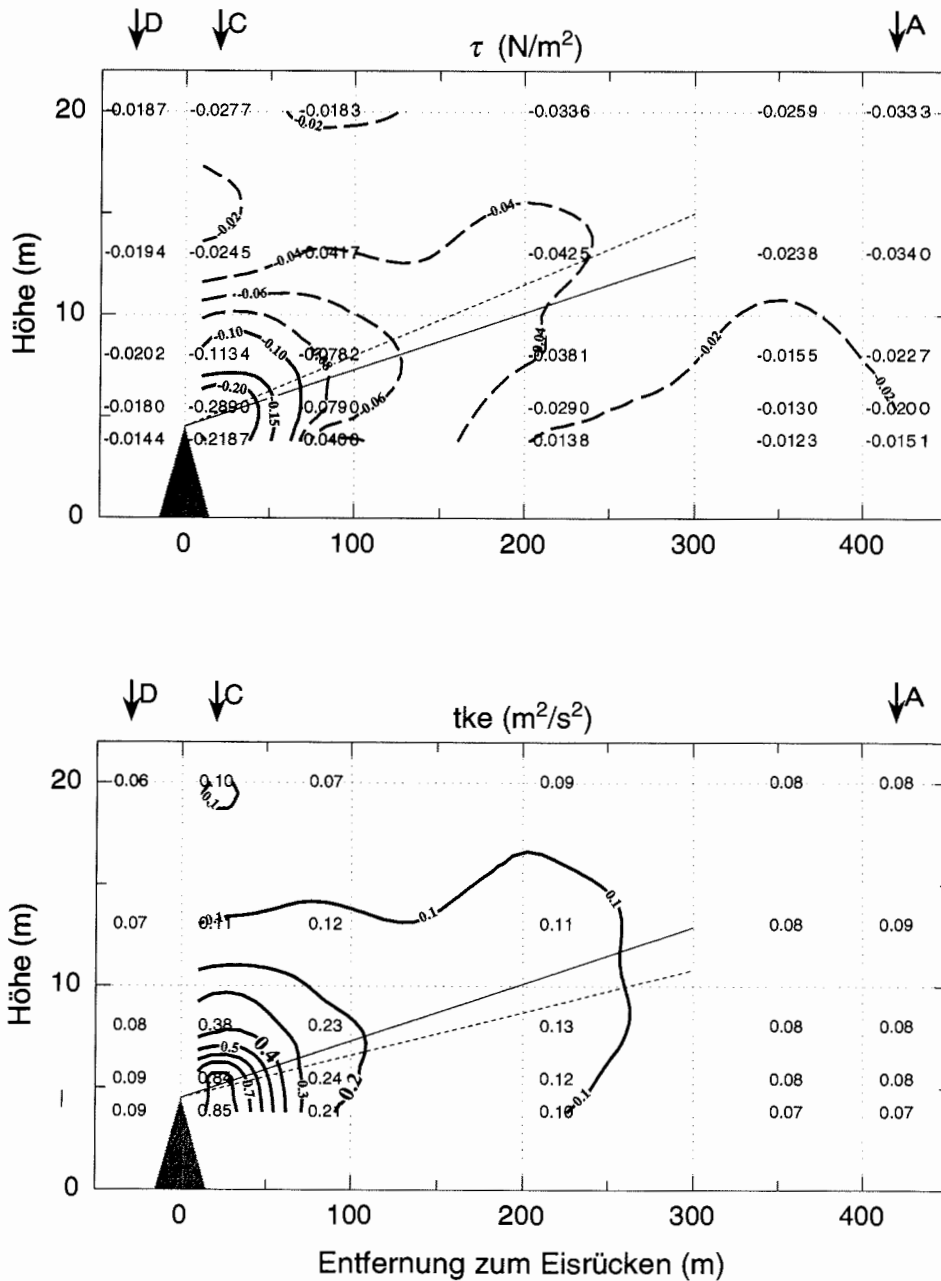 D C A
τ (N/m²)
20 -0.0187 -0.0277 -0.0183 -0.0336 -0.0259 -0.0333
-0.02
-0.02
-0.04
-0.0194 -0.0245 -0.04 -0.0417 -0.0425 -0.0238 -0.0340
-0.06
10
-0.10 -0.10 -0.04 -0.02
-0.0202 -0.1134 -0.0782 -0.0381 -0.0155 -0.0227
-0.08
-0.20 -0.06 -0.02
-0.0180 -0.2890 -0.15 -0.0790 -0.0290 -0.0130 -0.0200
-0.0144 -0.2187 -0.0138 -0.0123 -0.0151
0
Höhe (m)
0 100 200 300 400
D C A
tke (m²/s²)
20 0.06 0.10 0.07 0.09 0.08 0.08
0.1
0.1
0.07 0.1 0.11 0.12 0.1 0.11 0.08 0.09
10
0.08 0.38 0.23 0.13 0.08 0.08
0.5 0.4
0.09 0.84 0.24 0.12 0.08 0.08
0.7 0.3 0.2 0.1
0.09 0.85 0.21 0.10 0.07 0.07
0
Höhe (m)
0 100 200 300 400
Entfernung zum Eisrücken (m)